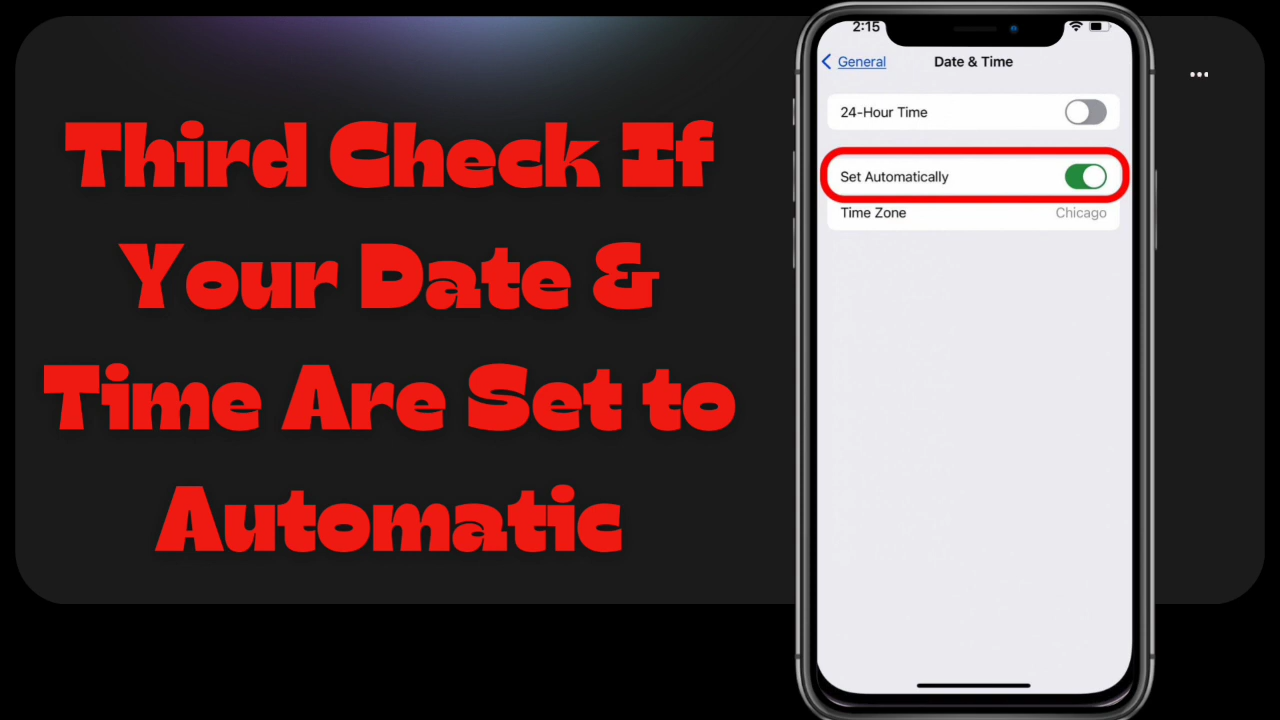 Third Check If
Your Date &
Time Are Set to
Automatic
2:15
General
Date & Time
24-Hour Time
Set Automatically
Time Zone
Chicago